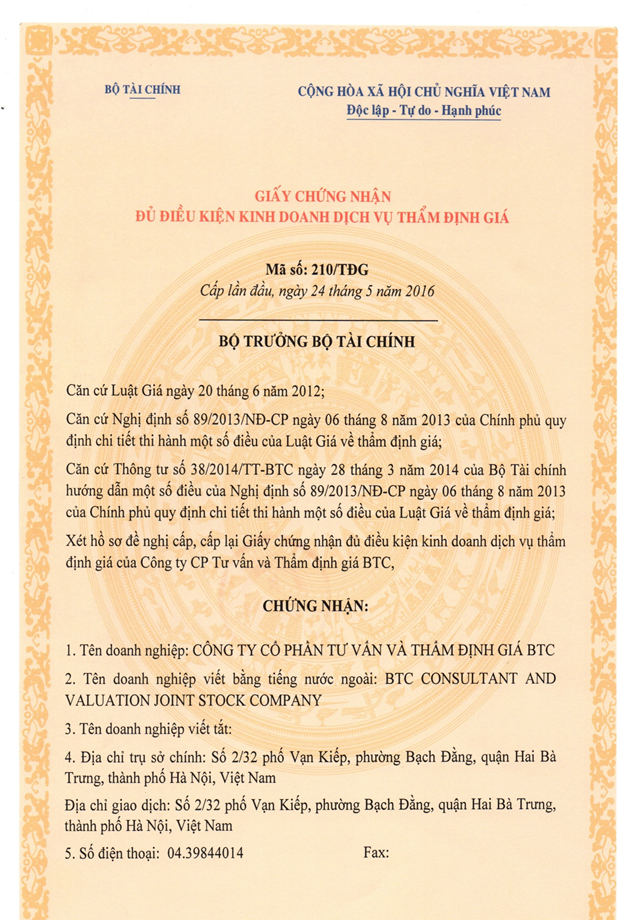 BỘ TÀI CHÍNH
CỘNG HÒA XÃ HỘI CHỦ NGHĨA VIỆT NAM
Độc lập - Tự do - Hạnh phúc
GIẤY CHỨNG NHẬN
ĐỦ ĐIỀU KIỆN KINH DOANH DỊCH VỤ THẨM ĐỊNH GIÁ
Mã số: 210/TĐG
Cấp lần đầu, ngày 24 tháng 5 năm 2016
BỘ TRƯỞNG BỘ TÀI CHÍNH
Căn cứ Luật Giá ngày 20 tháng 6 năm 2012;
Căn cứ Nghị định số 89/2013/NĐ-CP ngày 06 tháng 8 năm 2013 của Chính phủ quy
định chi tiết thi hành một số điều của Luật Giá về thẩm định giá;
Căn cứ Thông tư số 38/2014/TT-BTC ngày 28 tháng 3 năm 2014 của Bộ Tài chính
hướng dẫn một số điều của Nghị định số 89/2013/NĐ-CP ngày 06 tháng 8 năm 2013
của Chính phủ quy định chi tiết thi hành một số điều của Luật Giá về thẩm định giá;
Xét hồ sơ đề nghị cấp, cấp lại Giấy chứng nhận đủ điều kiện kinh doanh dịch vụ thẩm
định giá của Công ty CP Tư vấn và Thẩm định giá BTC,
CHỨNG NHẬN:
1. Tên doanh nghiệp: CÔNG TY CỔ PHẦN TƯ VẤN VÀ THẨM ĐỊNH GIÁ BTC
2. Tên doanh nghiệp viết bằng tiếng nước ngoài: BTC CONSULTANT AND
VALUATION JOINT STOCK COMPANY
3. Tên doanh nghiệp viết tắt:
4. Địa chỉ trụ sở chính: Số 2/32 phố Vạn Kiếp, phường Bạch Đằng, quận Hai Bà
Trưng, thành phố Hà Nội, Việt Nam
Địa chỉ giao dịch: Số 2/32 phố Vạn Kiếp, phường Bạch Đằng, quận Hai Bà Trưng,
thành phố Hà Nội, Việt Nam
5. Số điện thoại: 04.39844014 Fax: